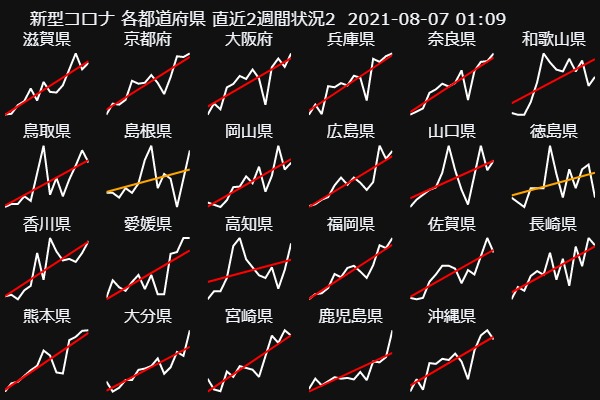 新型コロナ 各都道府県 直近2週間状況2 2021-08-07 01:09
滋賀県 京都府 大阪府 兵庫県 奈良県 和歌山県
鳥取県 島根県 岡山県 広島県 山口県 徳島県
香川県 愛媛県 高知県 福岡県 佐賀県 長崎県
熊本県 大分県 宮崎県 鹿児島県 沖縄県